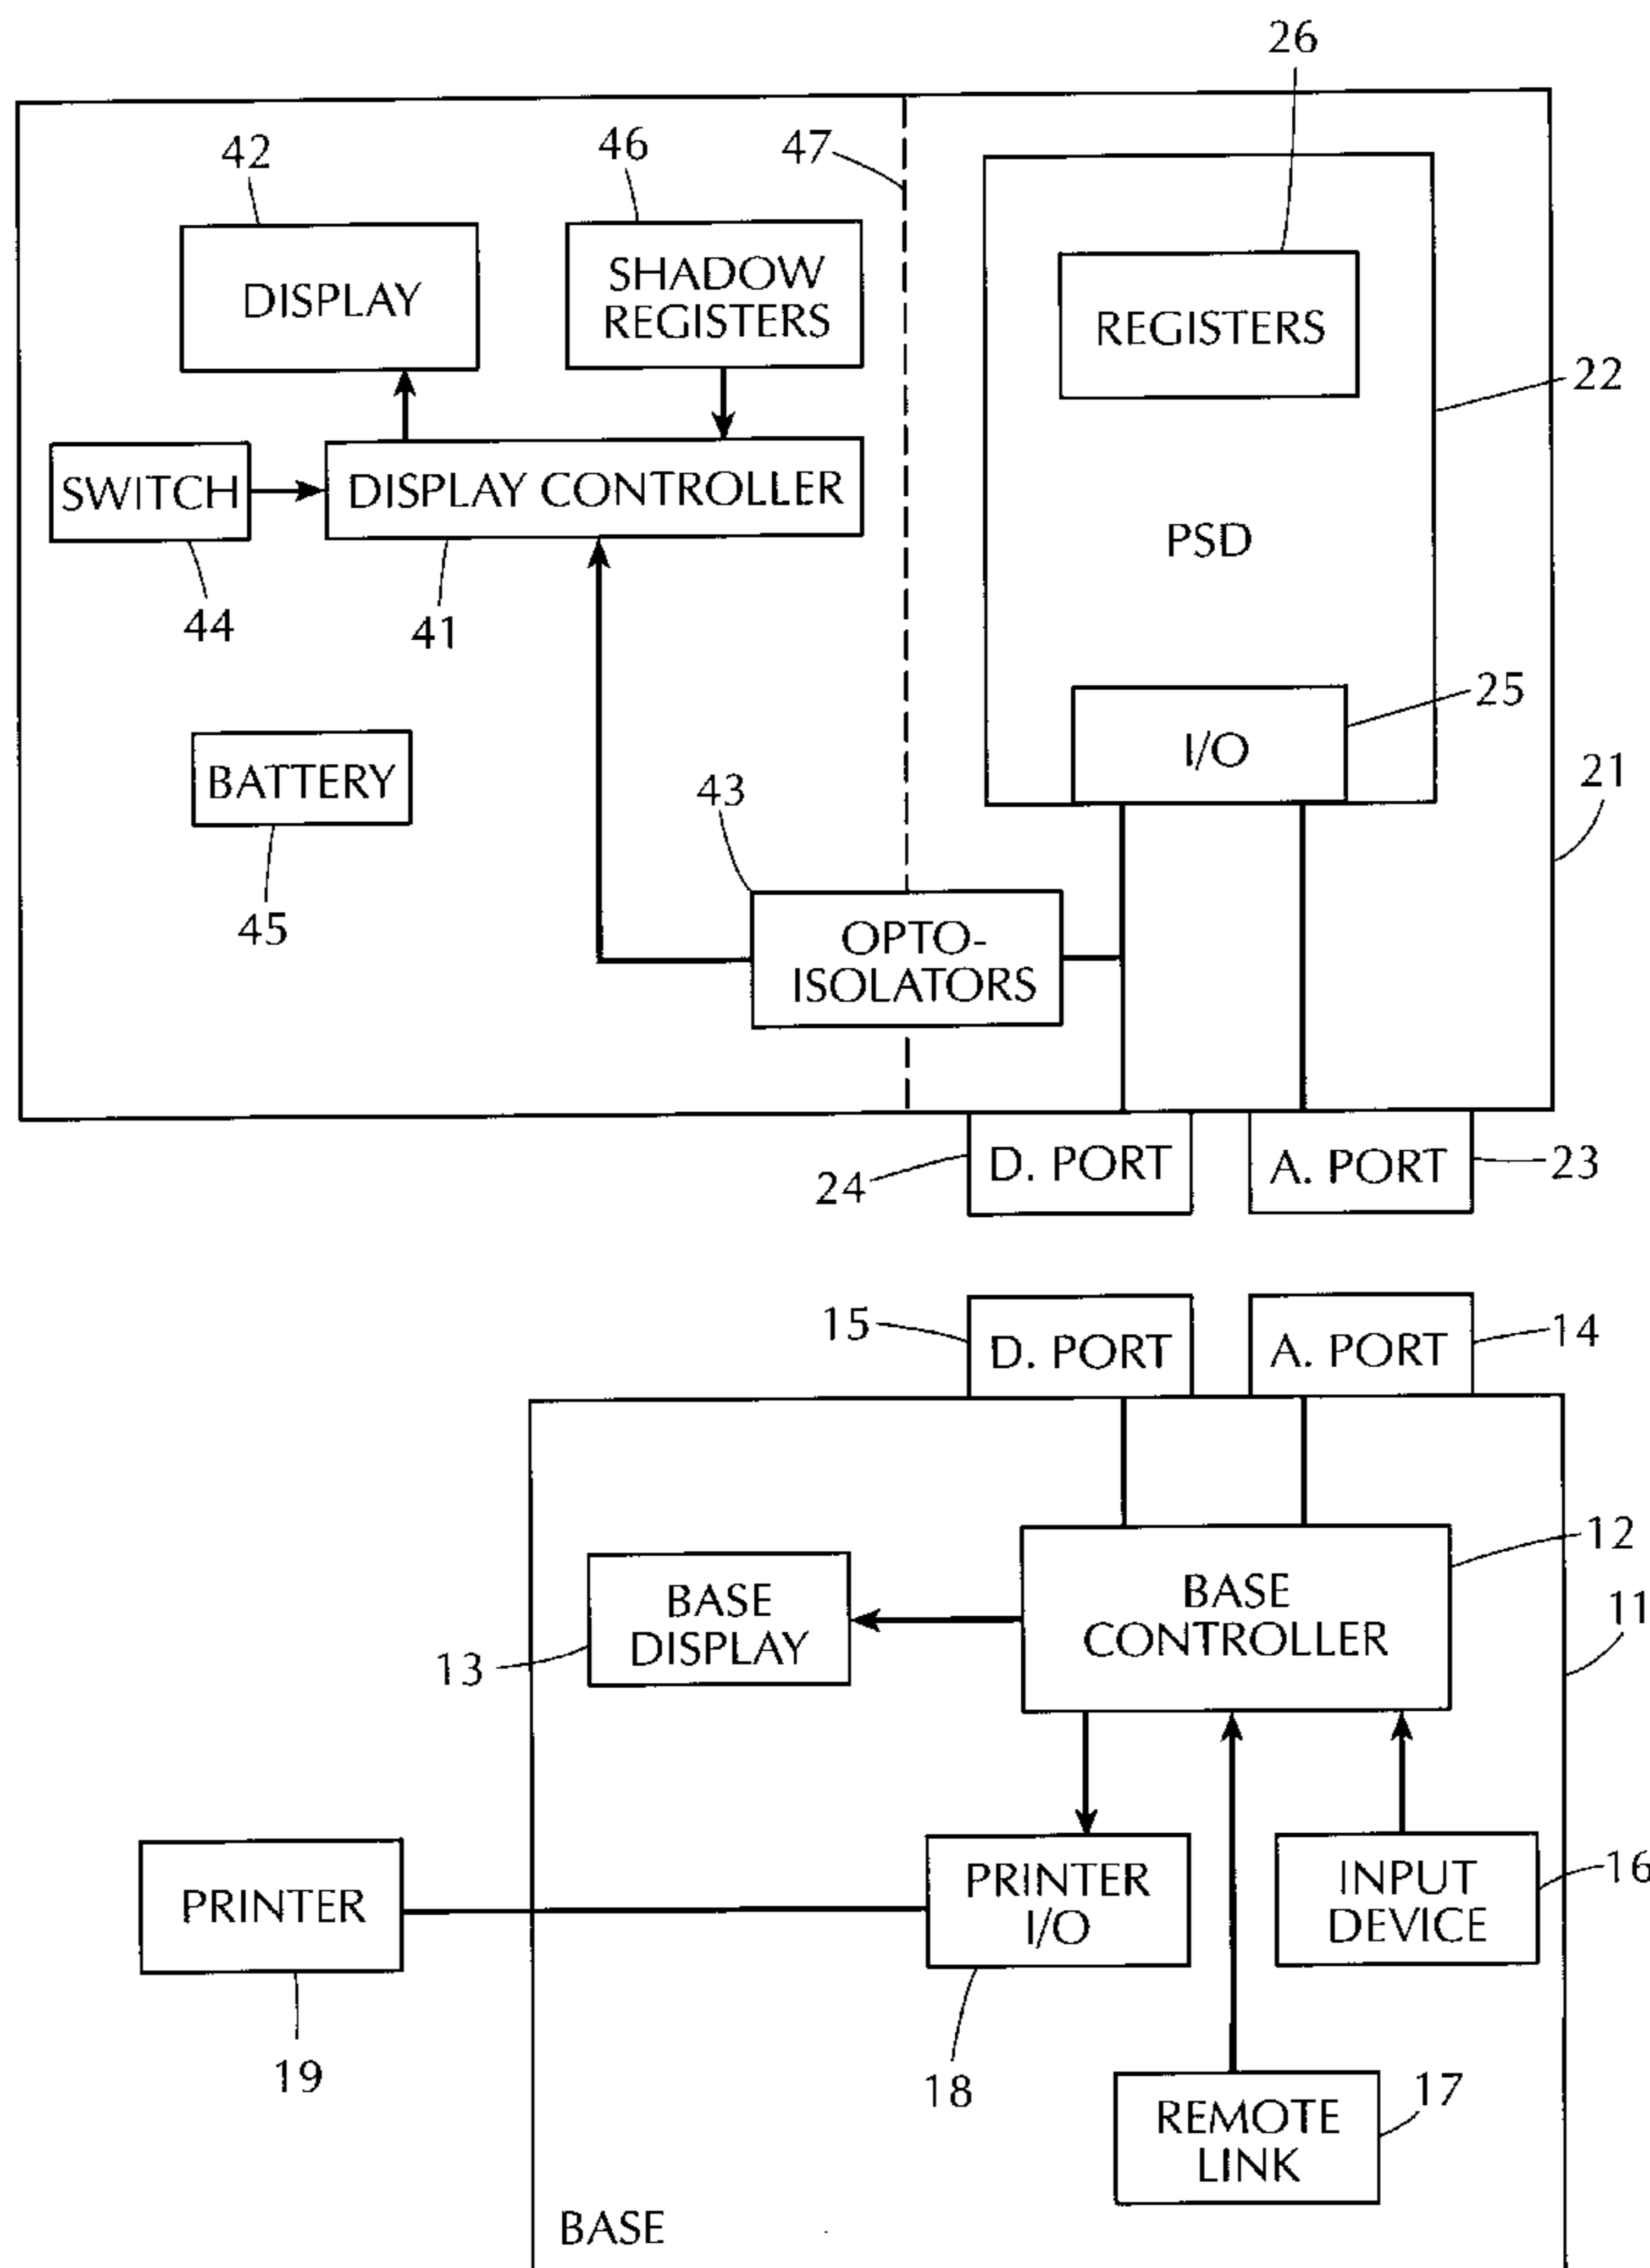 26
42
46
47
DISPLAY
SHADOW
REGISTERS
REGISTERS
22
SWITCH
DISPLAY CONTROLLER
PSD
44
41
25
I/O
21
BATTERY
43
45
OPTO-
ISOLATORS
24
D. PORT
A. PORT
23
15
D. PORT
A. PORT
14
12
BASE
CONTROLLER
11
BASE
DISPLAY
13
PRINTER
PRINTER
I/O
INPUT
DEVICE
16
19
18
17
REMOTE
LINK
BASE